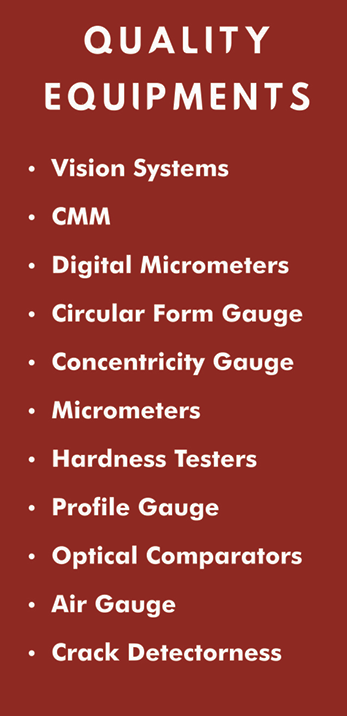 QUALITY
EQUIPMENTS
• Vision Systems
• CMM
• Digital Micrometers
• Circular Form Gauge
• Concentricity Gauge
• Micrometers
• Hardness Testers
• Profile Gauge
• Optical Comparators
• Air Gauge
• Crack Detectorness